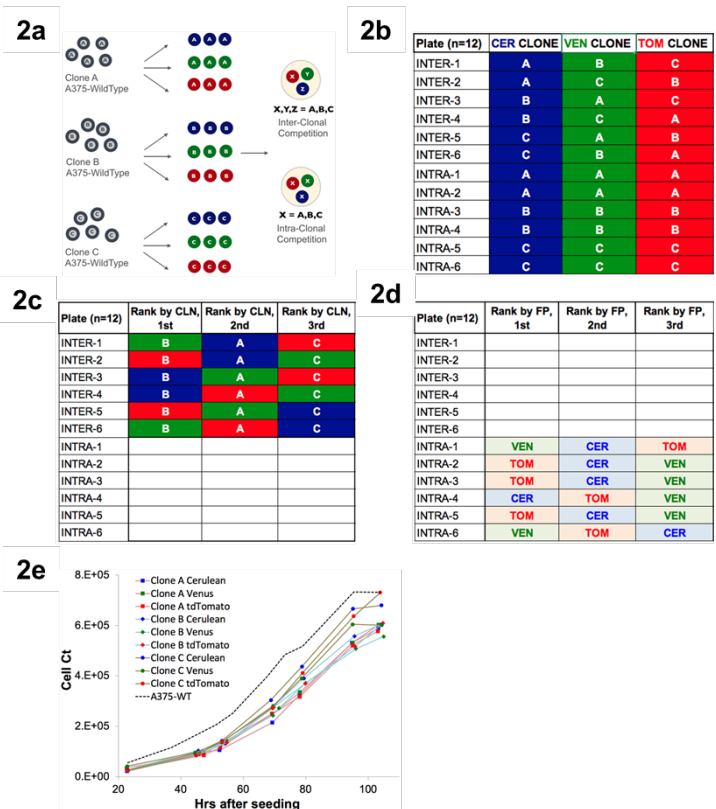 2a
Clone A
A375-WildType
Clone B
A375-WildType
Clone C
A375-WildType
A A A
A A A
A A A
B B B
B B B
B B B
C C C
C C C
C C C
X Y
Z
X,Y,Z = A,B,C
Inter-Clonal
Competition
X X
X
X = A,B,C
Intra-Clonal
Competition
2b
Plate (n=12) CER CLONE VEN CLONE TOM CLONE
INTER-1 A B C
INTER-2 A C B
INTER-3 B A C
INTER-4 B C A
INTER-5 C A B
INTER-6 C B A
INTRA-1 A A A
INTRA-2 A A A
INTRA-3 B B B
INTRA-4 B B B
INTRA-5 C C C
INTRA-6 C C C
2c
Plate (n=12) Rank by CLN, 1st Rank by CLN, 2nd Rank by CLN, 3rd
INTER-1 B A C
INTER-2 B A C
INTER-3 B A C
INTER-4 B A C
INTER-5 B A C
INTER-6 B A C
INTRA-1
INTRA-2
INTRA-3
INTRA-4
INTRA-5
INTRA-6
2d
Plate (n=12) Rank by FP, 1st Rank by FP, 2nd Rank by FP, 3rd
INTER-1
INTER-2
INTER-3
INTER-4
INTER-5
INTER-6
INTRA-1 VEN CER TOM
INTRA-2 TOM CER VEN
INTRA-3 TOM CER VEN
INTRA-4 CER TOM VEN
INTRA-5 TOM CER VEN
INTRA-6 VEN TOM CER
2e
Cell Ct
8.E+05
6.E+05
4.E+05
2.E+05
0.E+00
Clone A Cerulean
Clone A Venus
Clone A tdTomato
Clone B Cerulean
Clone B Venus
Clone B tdTomato
Clone C Cerulean
Clone C Venus
Clone C tdTomato
A375-WT
20 40 60 80 100
Hrs after seeding